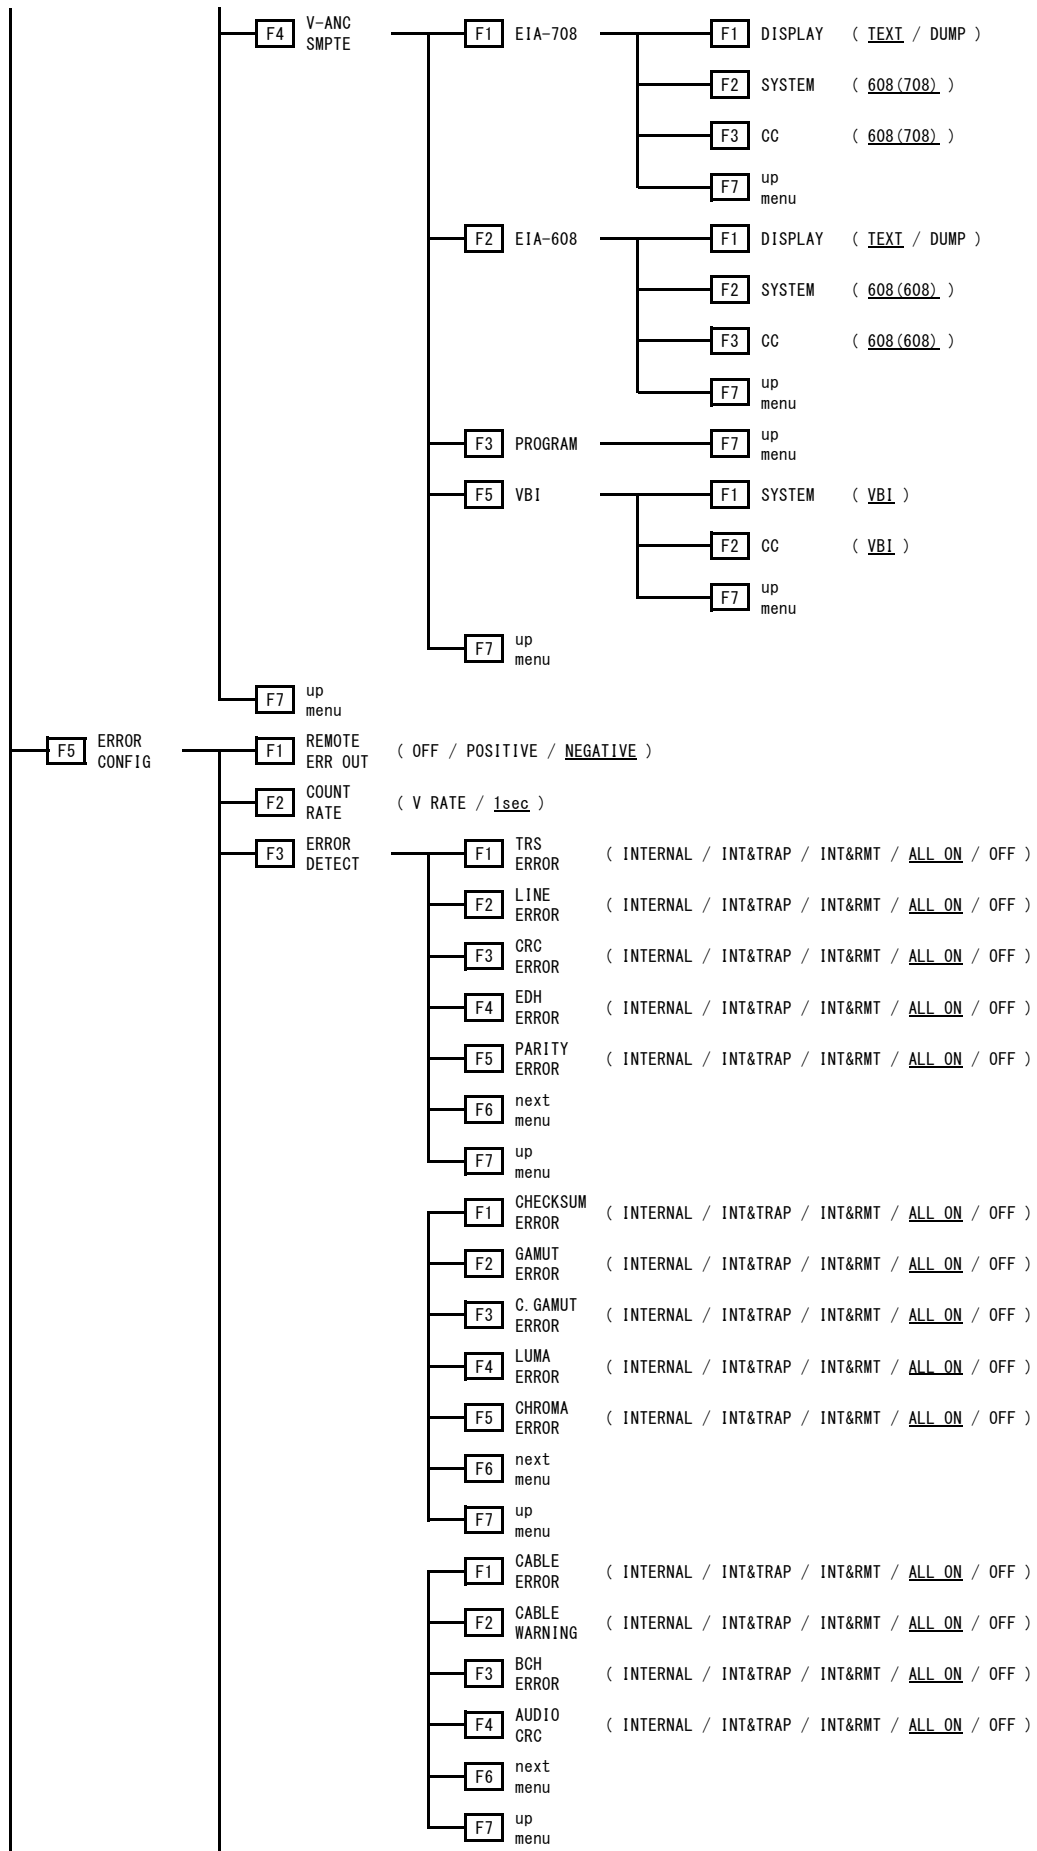 F4 V-ANC SMPTE F1 EIA-708 F1 DISPLAY ( TEXT / DUMP )
F2 SYSTEM ( 608(708) )
F3 CC ( 608(708) )
F7 up menu
F2 EIA-608 F1 DISPLAY ( TEXT / DUMP )
F2 SYSTEM ( 608(608) )
F3 CC ( 608(608) )
F7 up menu
F3 PROGRAM F7 up menu
F5 VBI F1 SYSTEM ( VBI )
F2 CC ( VBI )
F7 up menu
F7 up menu
F7 up menu
F5 ERROR CONFIG F1 REMOTE ERR OUT ( OFF / POSITIVE / NEGATIVE )
F2 COUNT RATE ( V RATE / 1sec )
F3 ERROR DETECT F1 TRS ERROR ( INTERNAL / INT&TRAP / INT&RMT / ALL ON / OFF )
F2 LINE ERROR ( INTERNAL / INT&TRAP / INT&RMT / ALL ON / OFF )
F3 CRC ERROR ( INTERNAL / INT&TRAP / INT&RMT / ALL ON / OFF )
F4 EDH ERROR ( INTERNAL / INT&TRAP / INT&RMT / ALL ON / OFF )
F5 PARITY ERROR ( INTERNAL / INT&TRAP / INT&RMT / ALL ON / OFF )
F6 next menu
F7 up menu
F1 CHECKSUM ERROR ( INTERNAL / INT&TRAP / INT&RMT / ALL ON / OFF )
F2 GAMUT ERROR ( INTERNAL / INT&TRAP / INT&RMT / ALL ON / OFF )
F3 C.GAMUT ERROR ( INTERNAL / INT&TRAP / INT&RMT / ALL ON / OFF )
F4 LUMA ERROR ( INTERNAL / INT&TRAP / INT&RMT / ALL ON / OFF )
F5 CHROMA ERROR ( INTERNAL / INT&TRAP / INT&RMT / ALL ON / OFF )
F6 next menu
F7 up menu
F1 CABLE ERROR ( INTERNAL / INT&TRAP / INT&RMT / ALL ON / OFF )
F2 CABLE WARNING ( INTERNAL / INT&TRAP / INT&RMT / ALL ON / OFF )
F3 BCH ERROR ( INTERNAL / INT&TRAP / INT&RMT / ALL ON / OFF )
F4 AUDIO CRC ( INTERNAL / INT&TRAP / INT&RMT / ALL ON / OFF )
F6 next menu
F7 up menu